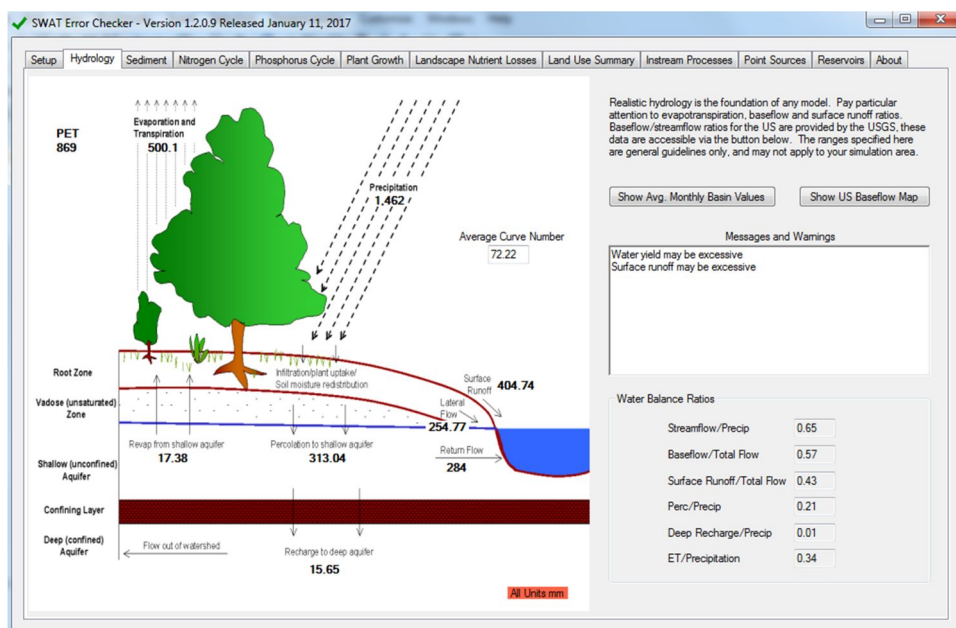 SWAT Error Checker - Version 1.2.0.9 Released January 11, 2017
Setup Hydrology Sediment Nitrogen Cycle Phosphorus Cycle Plant Growth Landscape Nutrient Losses Land Use Summary Instream Processes Point Sources Reservoirs About
PET
869
Evaporation and
Transpiration
500.1
Precipitation
1,462
Average Curve Number
72.22
Root Zone
Infiltration/plant uptake/
Soil moisture redistribution
Surface
Runoff
404.74
Vadose (unsaturated)
Zone
Lateral
Flow
254.77
Revap from shallow aquifer
17.38
Percolation to shallow aquifer
313.04
Return Flow
284
Shallow (unconfined)
Aquifer
Confining Layer
Deep (confined)
Aquifer
Flow out of watershed
Recharge to deep aquifer
15.65
All Units mm
Realistic hydrology is the foundation of any model. Pay particular
attention to evapotranspiration, baseflow and surface runoff ratios.
Baseflow/streamflow ratios for the US are provided by the USGS, these
data are accessible via the button below. The ranges specified here
are general guidelines only, and may not apply to your simulation area.
Show Avg. Monthly Basin Values
Show US Baseflow Map
Messages and Warnings
Water yield may be excessive
Surface runoff may be excessive
Water Balance Ratios
Streamflow/Precip 0.65
Baseflow/Total Flow 0.57
Surface Runoff/Total Flow 0.43
Perc/Precip 0.21
Deep Recharge/Precip 0.01
ET/Precipitation 0.34